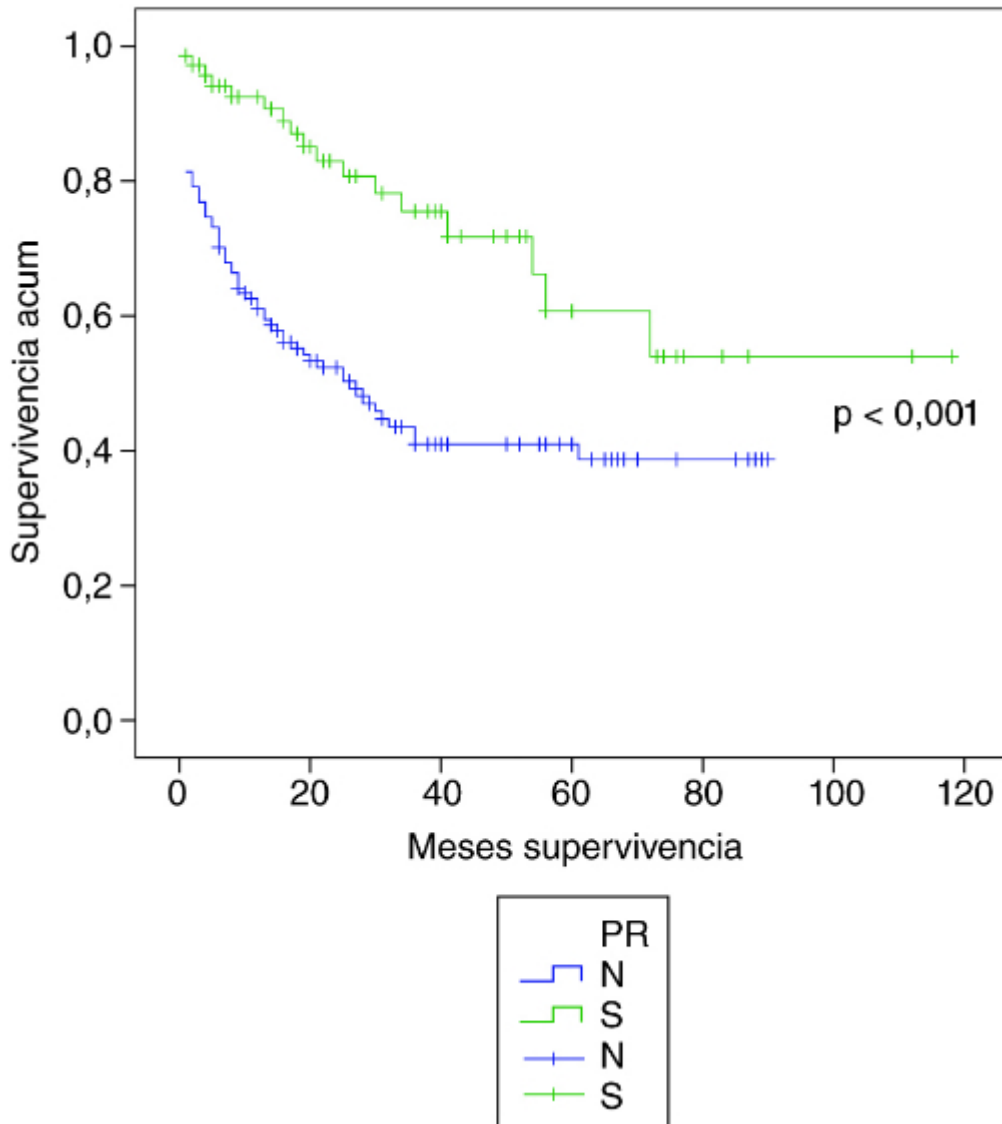 1,0
0,8
0,6
0,4
0,2
0,0
Supervivencia acum
p < 0,001
0 20 40 60 80 100 120
Meses supervivencia
PR
N
S
N
S